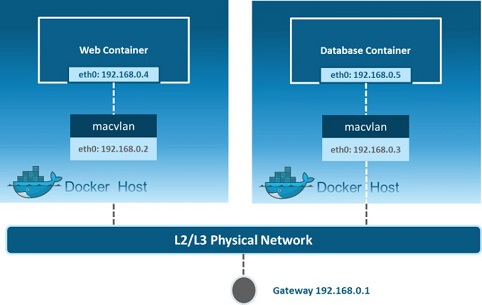 Web Container
eth0: 192.168.0.4
macvlan
eth0: 192.168.0.2
Docker Host
Database Container
eth0: 192.168.0.5
macvlan
eth0: 192.168.0.3
Docker Host
L2/L3 Physical Network
Gateway 192.168.0.1